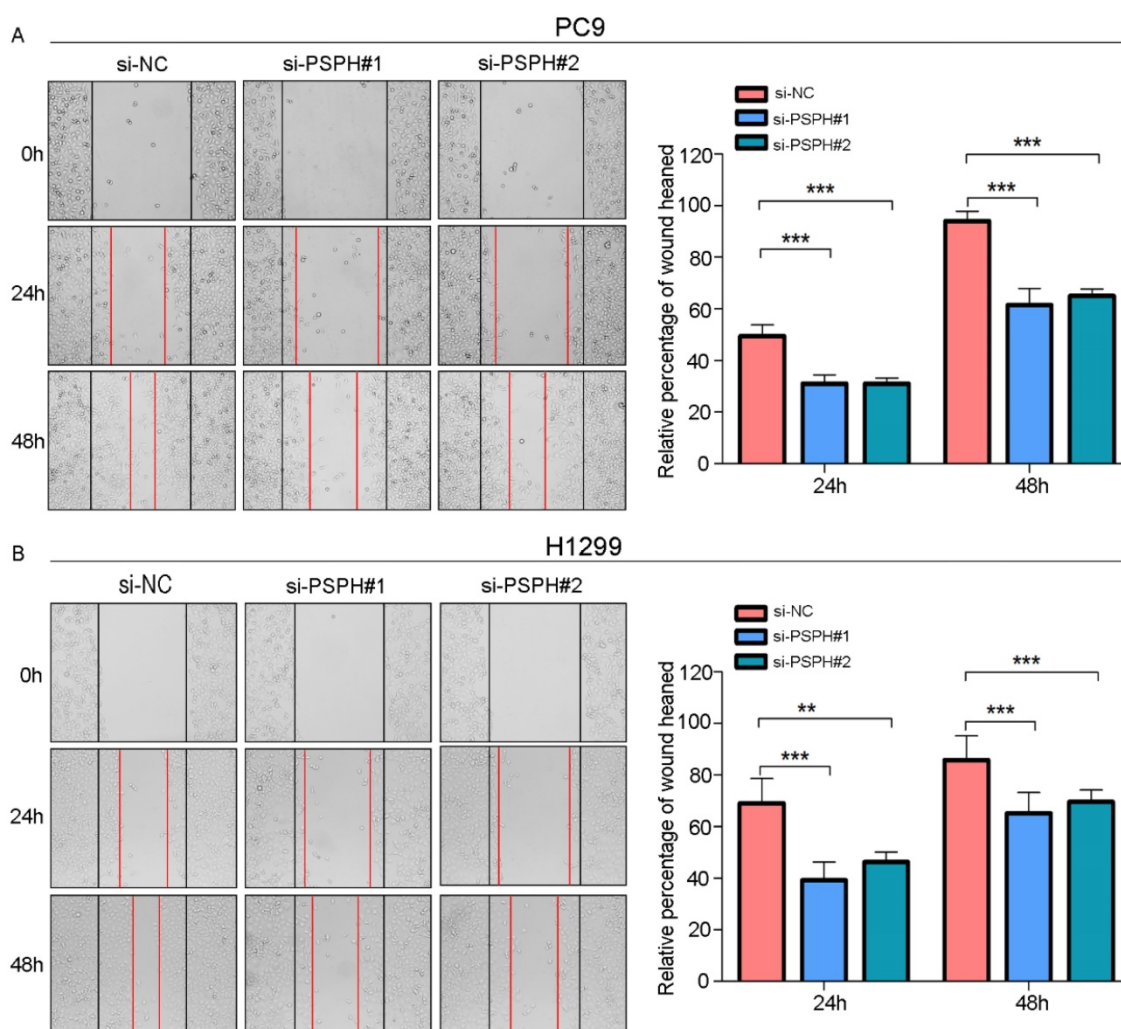 A
PC9
si-NC si-PSPH#1 si-PSPH#2
0h
24h
48h
si-NC
si-PSPH#1
si-PSPH#2
Relative percentage of wound heaned
120
100
80
60
40
20
0
***
***
***
***
24h 48h
B
H1299
si-NC si-PSPH#1 si-PSPH#2
0h
24h
48h
si-NC
si-PSPH#1
si-PSPH#2
Relative percentage of wound heaned
120
100
80
60
40
20
0
**
***
***
***
24h 48h